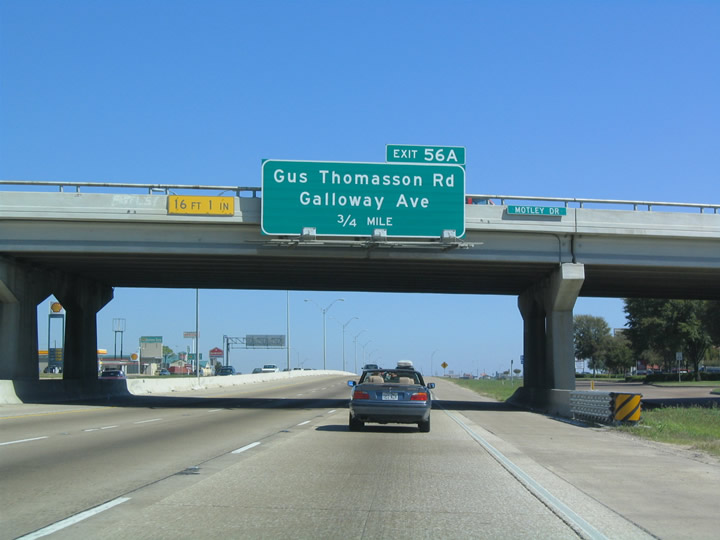 EXIT 56A
Gus Thomasson Rd
Galloway Ave
3/4 MILE
16 FT 1 IN
MOTLEY DR